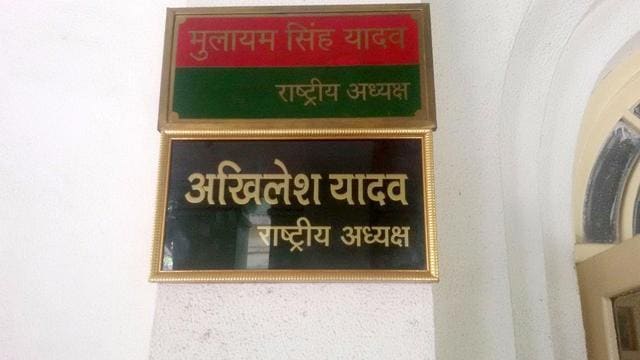 मुलायम सिंह यादव
राष्ट्रीय अध्यक्ष
अखिलेश यादव
राष्ट्रीय अध्यक्ष